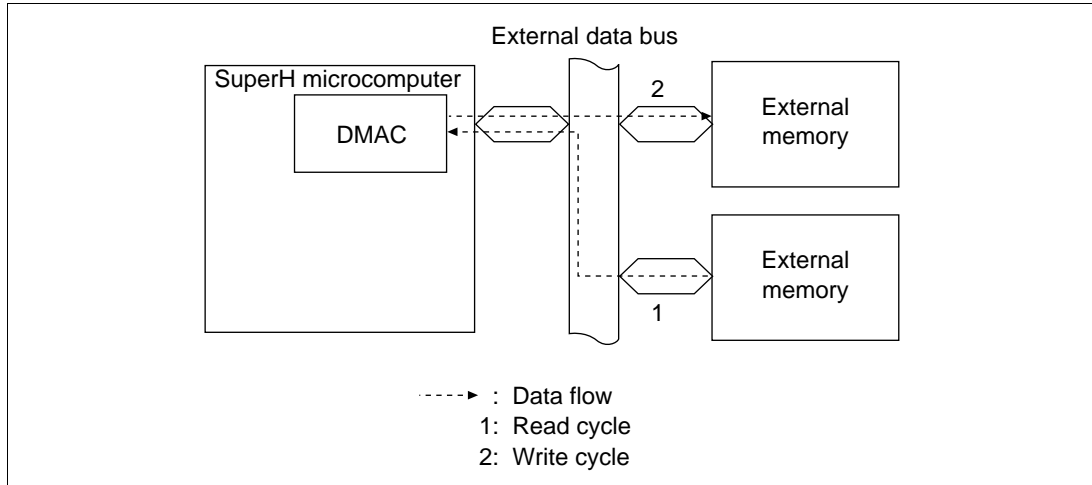 External data bus
SuperH microcomputer
DMAC
2
External
memory
External
memory
1
: Data flow
1: Read cycle
2: Write cycle